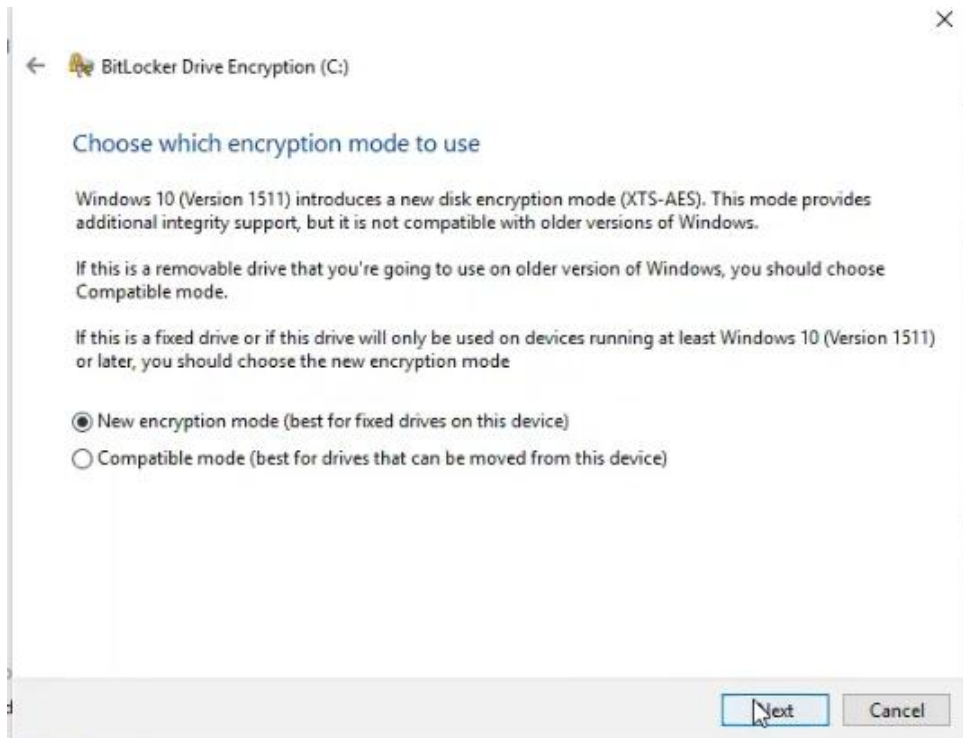 BitLocker Drive Encryption (C:)
Choose which encryption mode to use
Windows 10 (Version 1511) introduces a new disk encryption mode (XTS-AES). This mode provides
additional integrity support, but it is not compatible with older versions of Windows.
If this is a removable drive that you're going to use on older version of Windows, you should choose
Compatible mode.
If this is a fixed drive or if this drive will only be used on devices running at least Windows 10 (Version 1511)
or later, you should choose the new encryption mode
New encryption mode (best for fixed drives on this device)
Compatible mode (best for drives that can be moved from this device)
Next Cancel